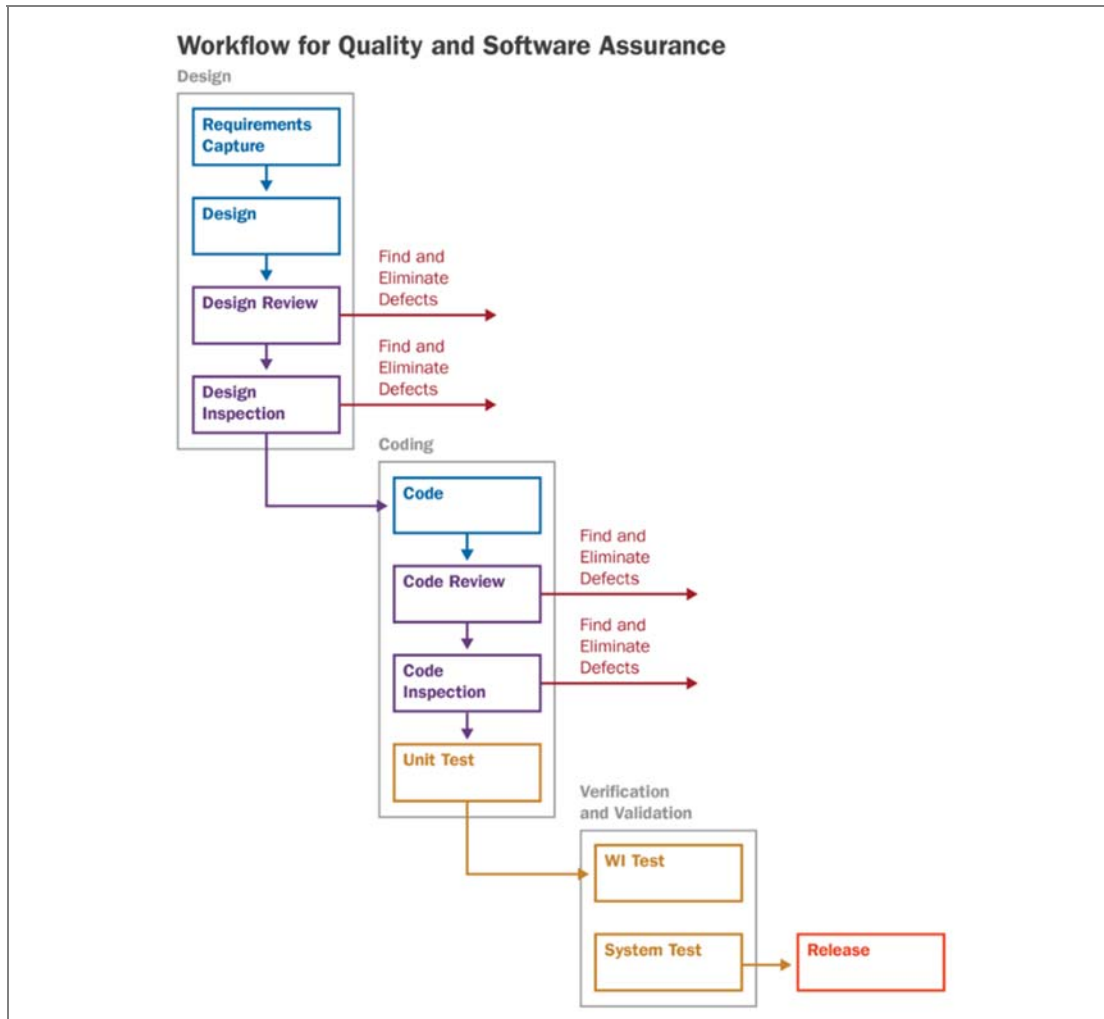 Workflow for Quality and Software Assurance
Design
Requirements
Capture
Design
Design Review
Find and
Eliminate
Defects
Design
Inspection
Find and
Eliminate
Defects
Coding
Code
Code Review
Find and
Eliminate
Defects
Code
Inspection
Find and
Eliminate
Defects
Unit Test
Verification
and Validation
WI Test
System Test
Release